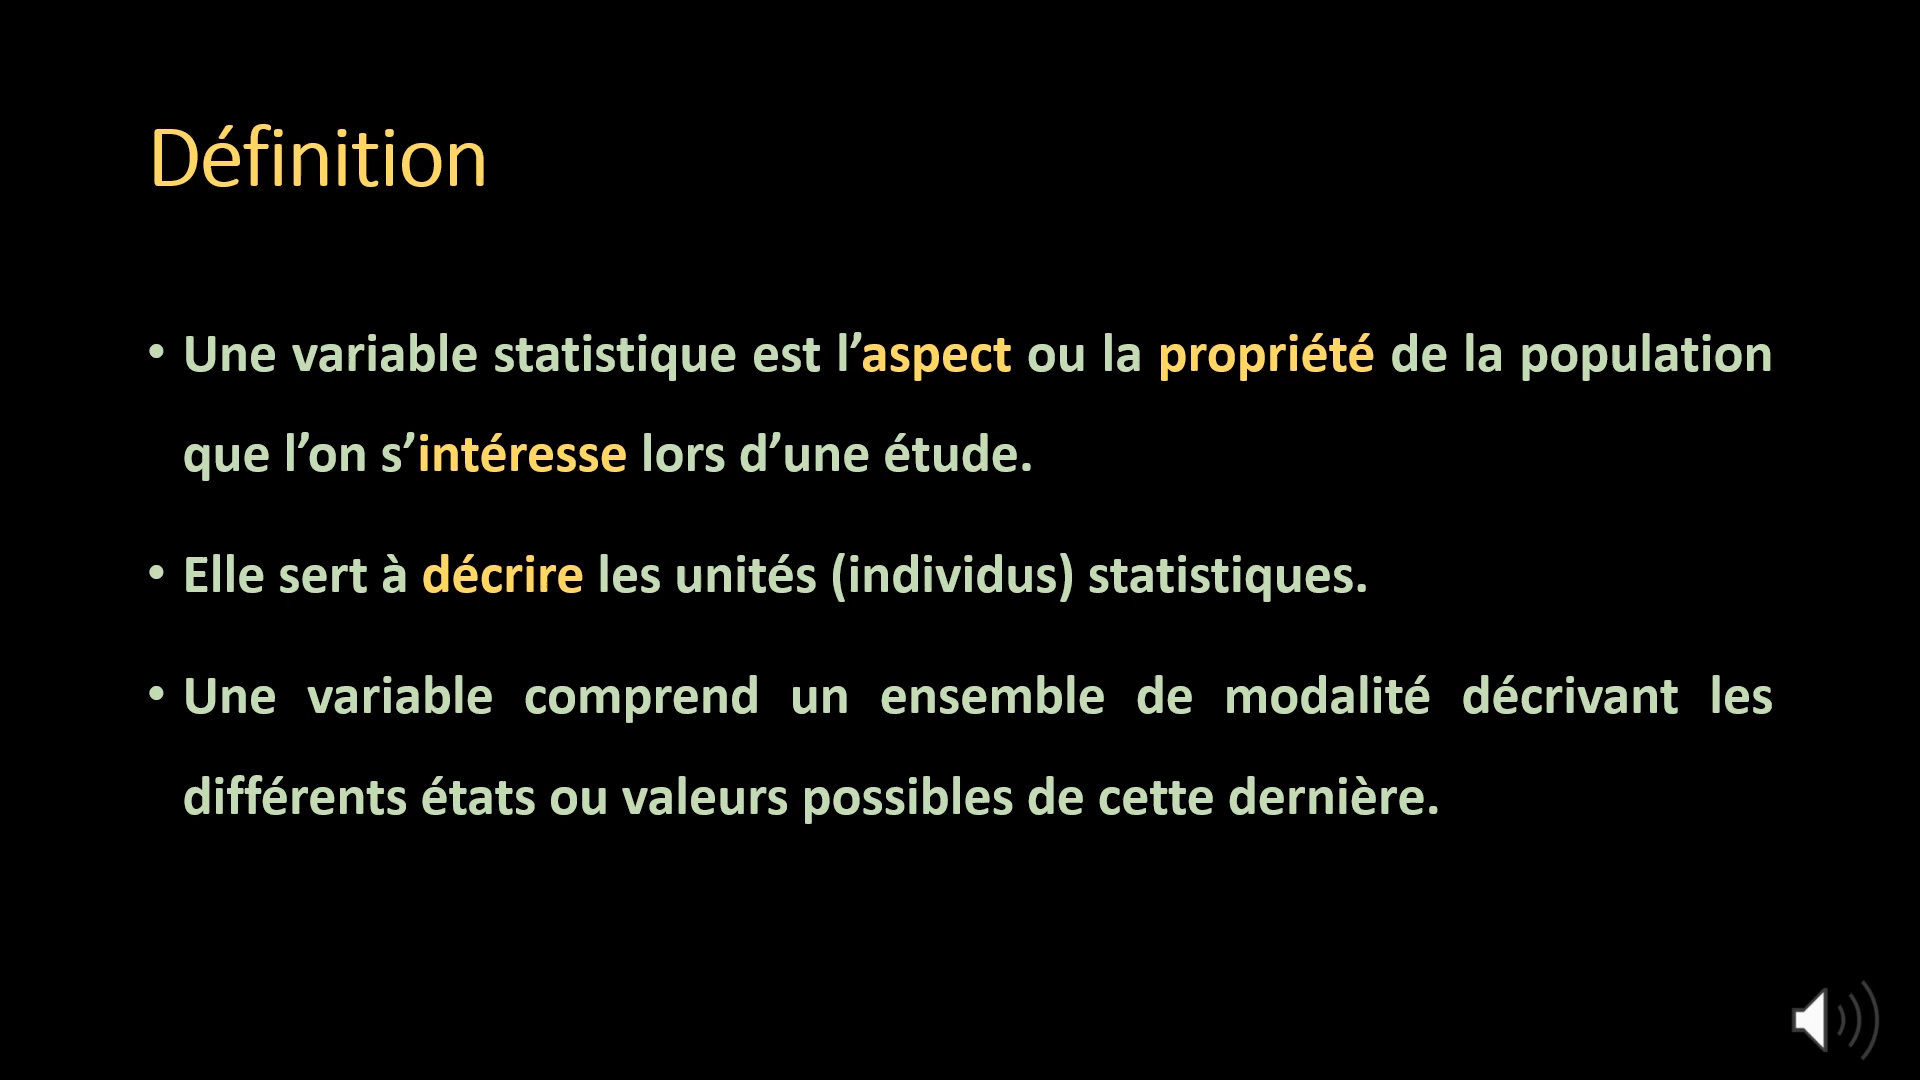 Définition
• Une variable statistique est l’aspect ou la propriété de la population
que l’on s’intéresse lors d’une étude.
• Elle sert à décrire les unités (individus) statistiques.
• Une variable comprend un ensemble de modalité décrivant les
différents états ou valeurs possibles de cette dernière.